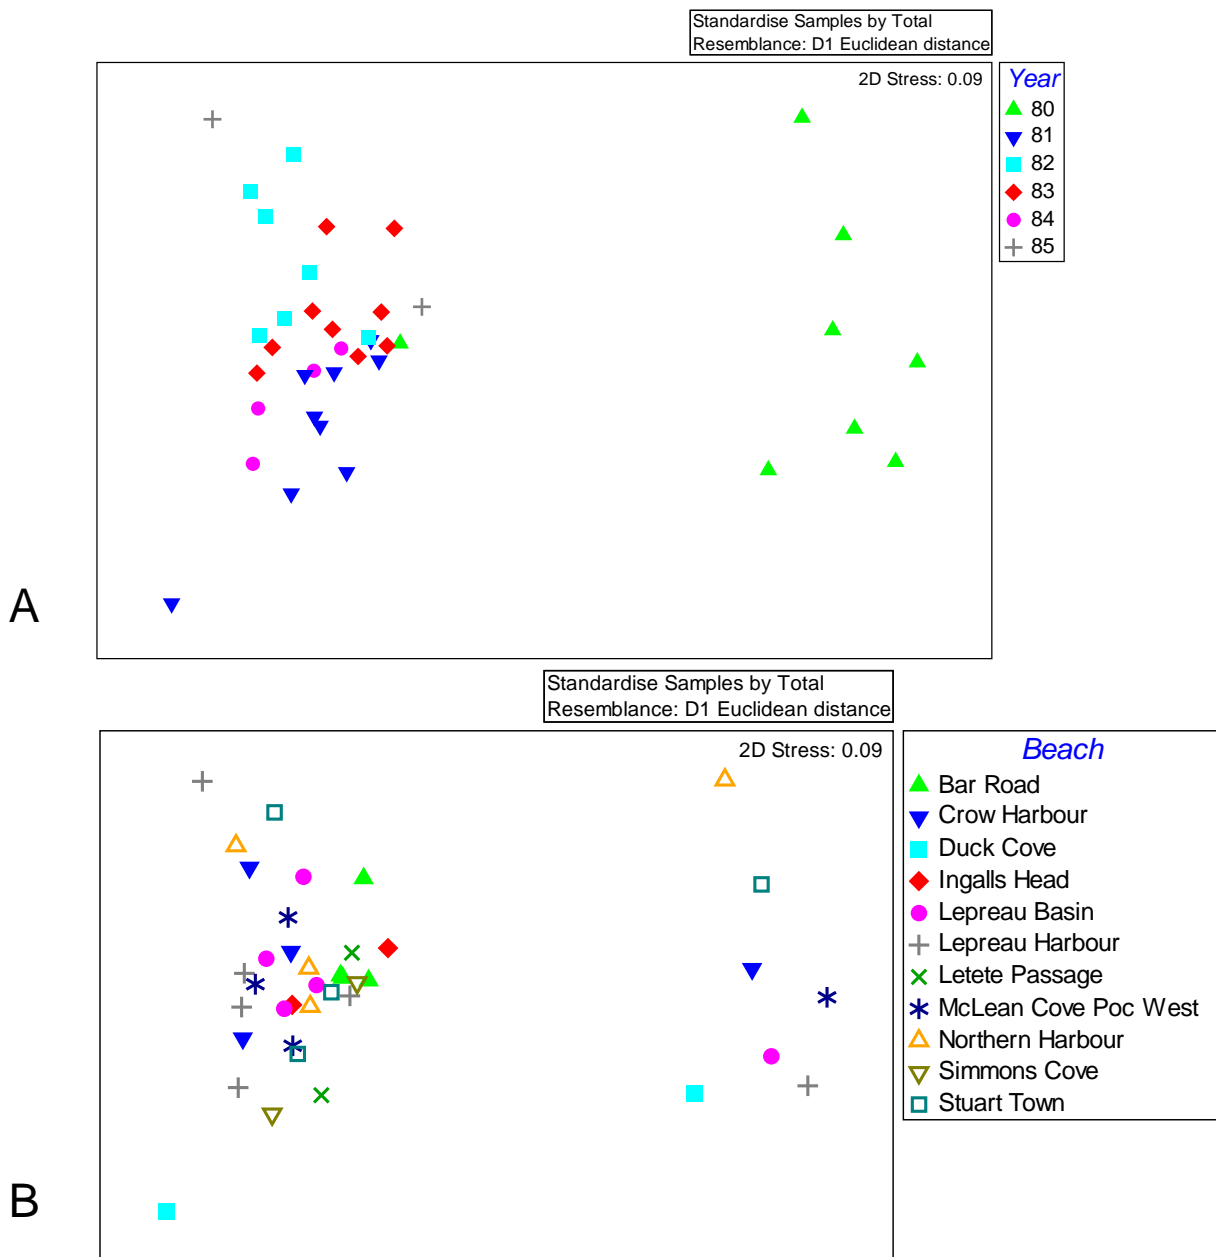 Standardise Samples by Total
Resemblance: D1 Euclidean distance
2D Stress: 0.09
Year
80
81
82
83
84
85
A
Standardise Samples by Total
Resemblance: D1 Euclidean distance
2D Stress: 0.09
Beach
Bar Road
Crow Harbour
Duck Cove
Ingalls Head
Lepreau Basin
Lepreau Harbour
Letete Passage
McLean Cove Poc West
Northern Harbour
Simmons Cove
Stuart Town
B